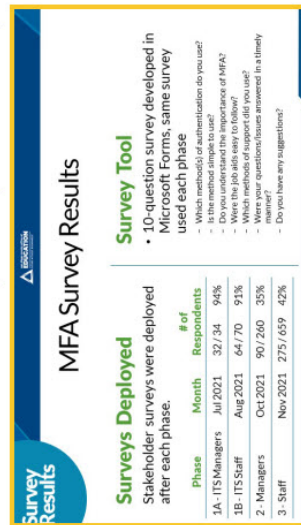 Survey
Results
EDUCATION
MFA Survey Results
Surveys Deployed
Stakeholder surveys were deployed
after each phase.
Phase Month # of Respondents
1A - ITS Managers Jul 2021 32 / 34 94%
1B - ITS Staff Aug 2021 64 / 70 91%
2 - Managers Oct 2021 90 / 260 35%
3 - Staff Nov 2021 275 / 659 42%
Survey Tool
• 10-question survey developed in
Microsoft Forms, same survey
used each phase
– Which method(s) of authentication do you use?
– Is the method simple to use?
– Do you understand the importance of MFA?
– Were the job aids easy to follow?
– Which methods of support did you use?
– Were your questions/issues answered in a timely
manner?
– Do you have any suggestions?